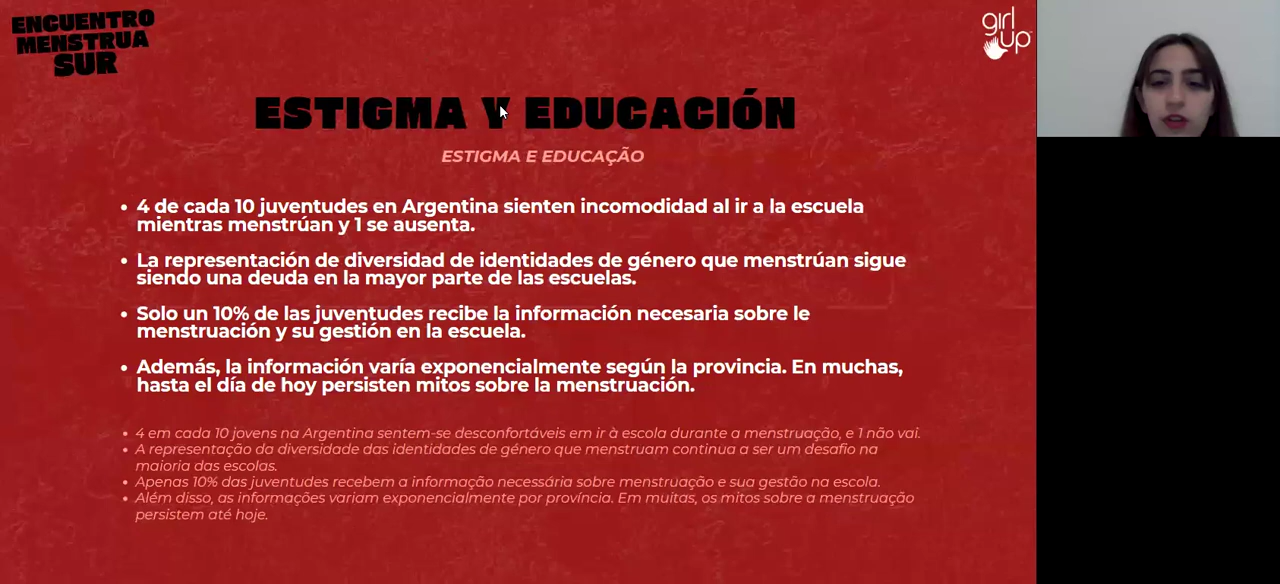 ENCUENTRO
MENSTRUA
SUR
girl
up
ESTIGMA Y EDUCACIÓN
ESTIGMA E EDUCAÇÃO
• 4 de cada 10 juventudes en Argentina sienten incomodidad al ir a la escuela
mientras menstrúan y 1 se ausenta.
• La representación de diversidad de identidades de género que menstrúan sigue
siendo una deuda en la mayor parte de las escuelas.
• Solo un 10% de las juventudes recibe la información necesaria sobre le
menstruación y su gestión en la escuela.
• Además, la información varía exponencialmente según la provincia. En muchas,
hasta el día de hoy persisten mitos sobre la menstruación.
• 4 em cada 10 jovens na Argentina sentem-se desconfortáveis em ir à escola durante a menstruação, e 1 não vai.
• A representação da diversidade das identidades de género que menstruam continua a ser um desafio na
maioria das escolas.
• Apenas 10% das juventudes recebem a informação necessária sobre menstruação e sua gestão na escola.
• Além disso, as informações variam exponencialmente por província. Em muitas, os mitos sobre a menstruação
persistem até hoje.